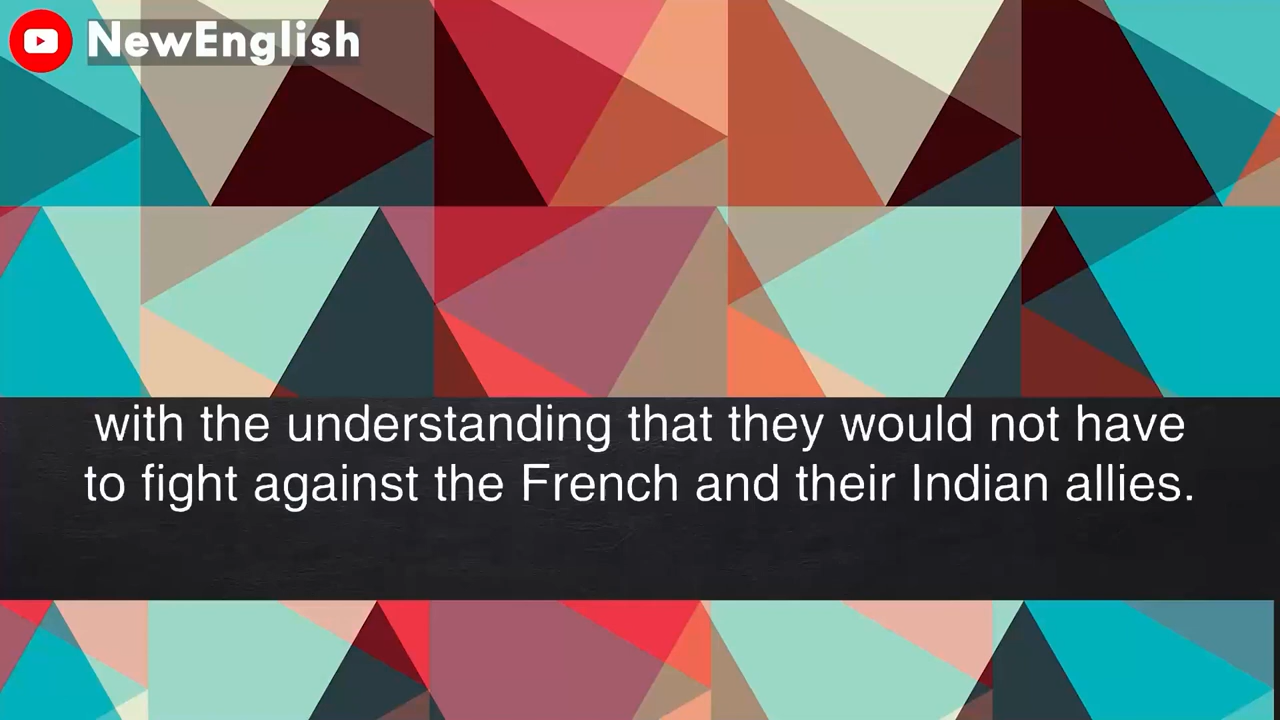 NewEnglish
with the understanding that they would not have
to fight against the French and their Indian allies.